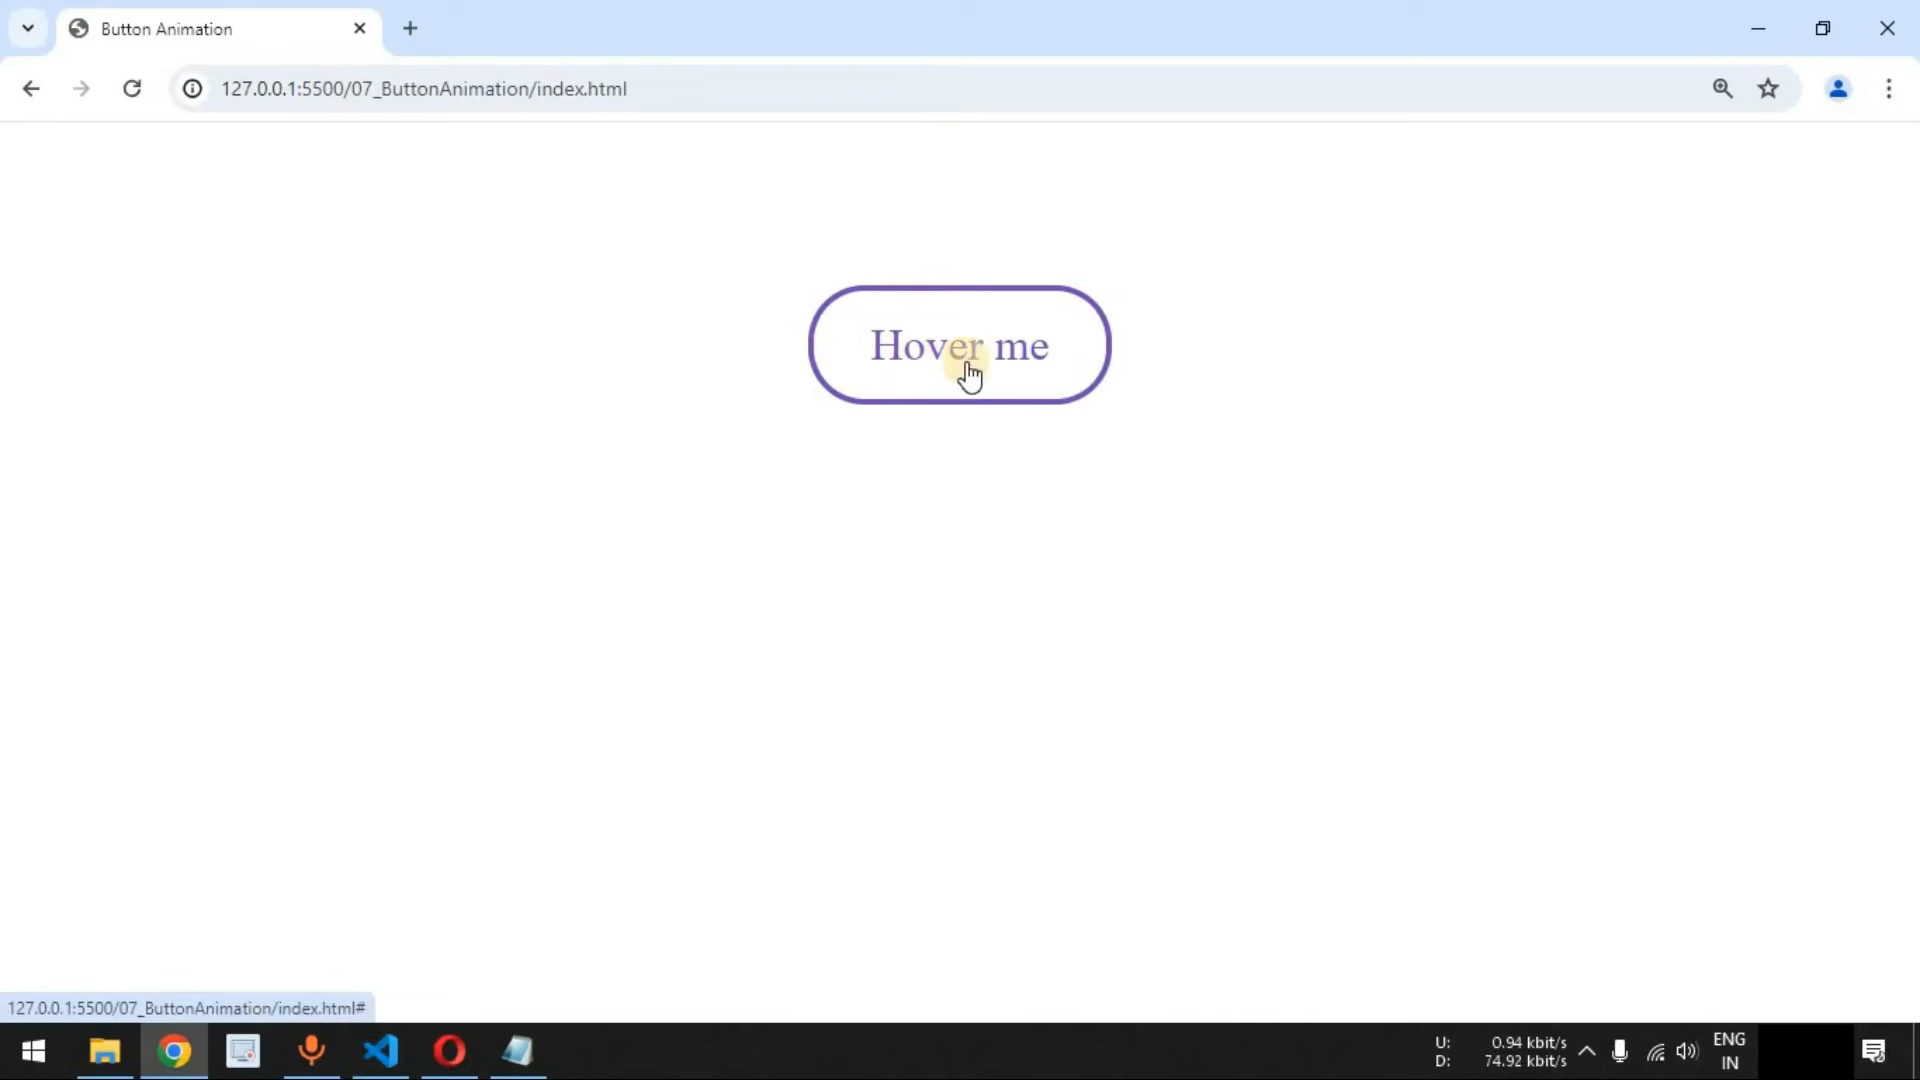 Button Animation
127.0.0.1:5500/07_ButtonAnimation/index.html
Hover me
127.0.0.1:5500/07_ButtonAnimation/index.html#
U: 0.94 kbit/s
D: 74.92 kbit/s
ENG
IN